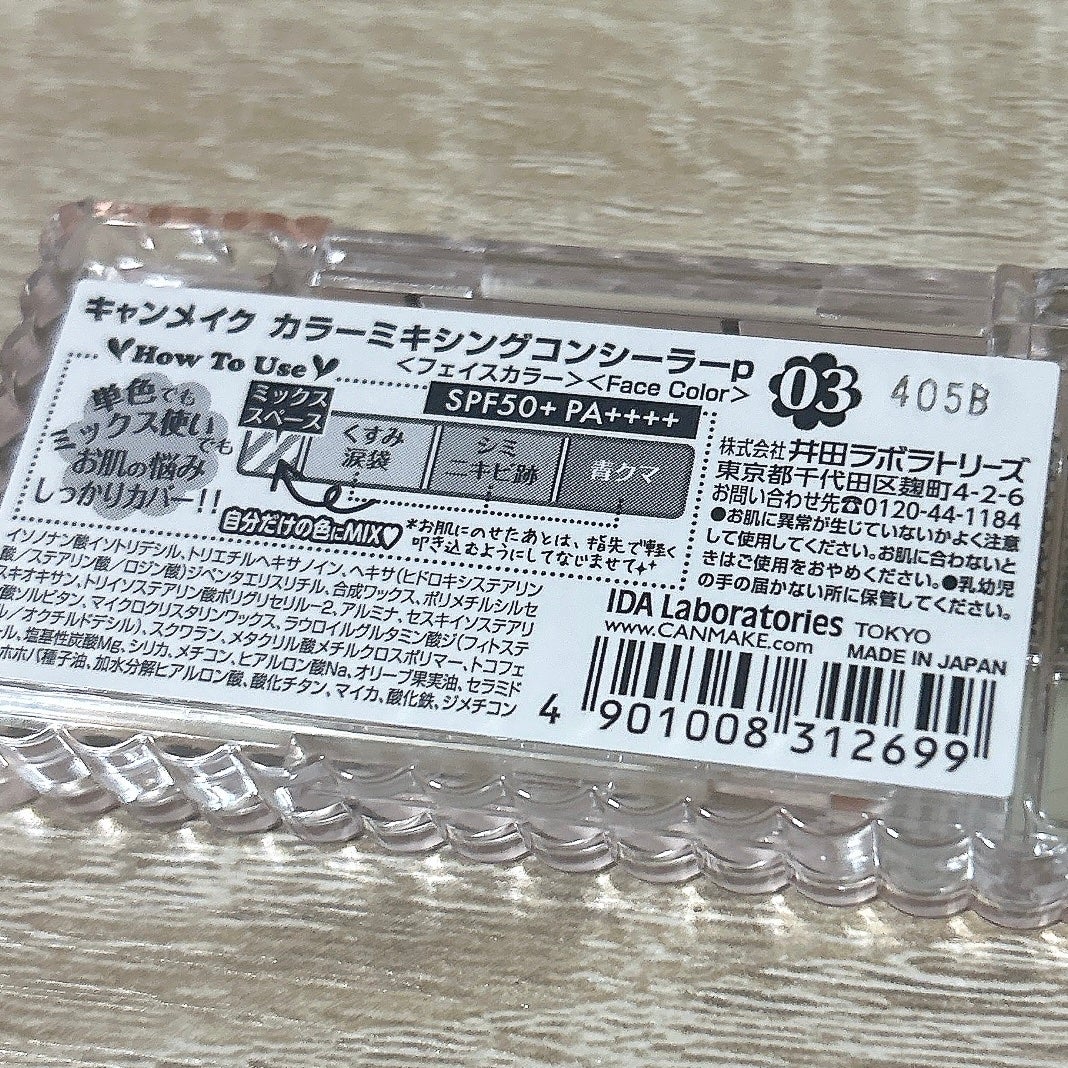 キャンメイク カラーミキシングコンシーラーp
<フェイスカラー><Face Color>
03
405B
How To Use
単色でも
ミックス使いでも
お肌の悩み
しっかりカバー!!
ミックス
スペース
SPF50+ PA++++
くすみ
涙袋
シミ
ニキビ跡
青クマ
自分だけの色にMIX♥
*お肌にのせたあとは、指先で軽く
叩き込むようにしてなじませて
株式会社 井田ラボラトリーズ
東京都千代田区麹町4-2-6
お問い合わせ先☎0120-44-1184
●お肌に異常が生じていないかよく注意
して使用してください。お肌に合わないと
きはご使用をおやめください。●乳幼児
の手の届かない所に保管してください。
イソノナン酸イソトリデシル、トリエチルヘキサノイン、ヘキサ(ヒドロキシステアリン
酸/ステアリン酸/ロジン酸)ジペンタエリスリチル、合成ワックス、ポリメチルシルセ
スキオキサン、トリイソステアリン酸ポリグリセリル-2、アルミナ、セスキイソステアリ
酸ソルビタン、マイクロクリスタリンワックス、ラウロイルグルタミン酸ジ(フィトステ
ル/オクチルドデシル)、スクワラン、メタクリル酸メチルクロスポリマー、トコフェ
ール、塩基性炭酸Mg、シリカ、メチコン、ヒアルロン酸Na、オリーブ果実油、セラミド
ホホバ種子油、加水分解ヒアルロン酸、酸化チタン、マイカ、酸化鉄、ジメチコン
IDA Laboratories TOKYO
www.CANMAKE.com
MADE IN JAPAN
4 901008 312699